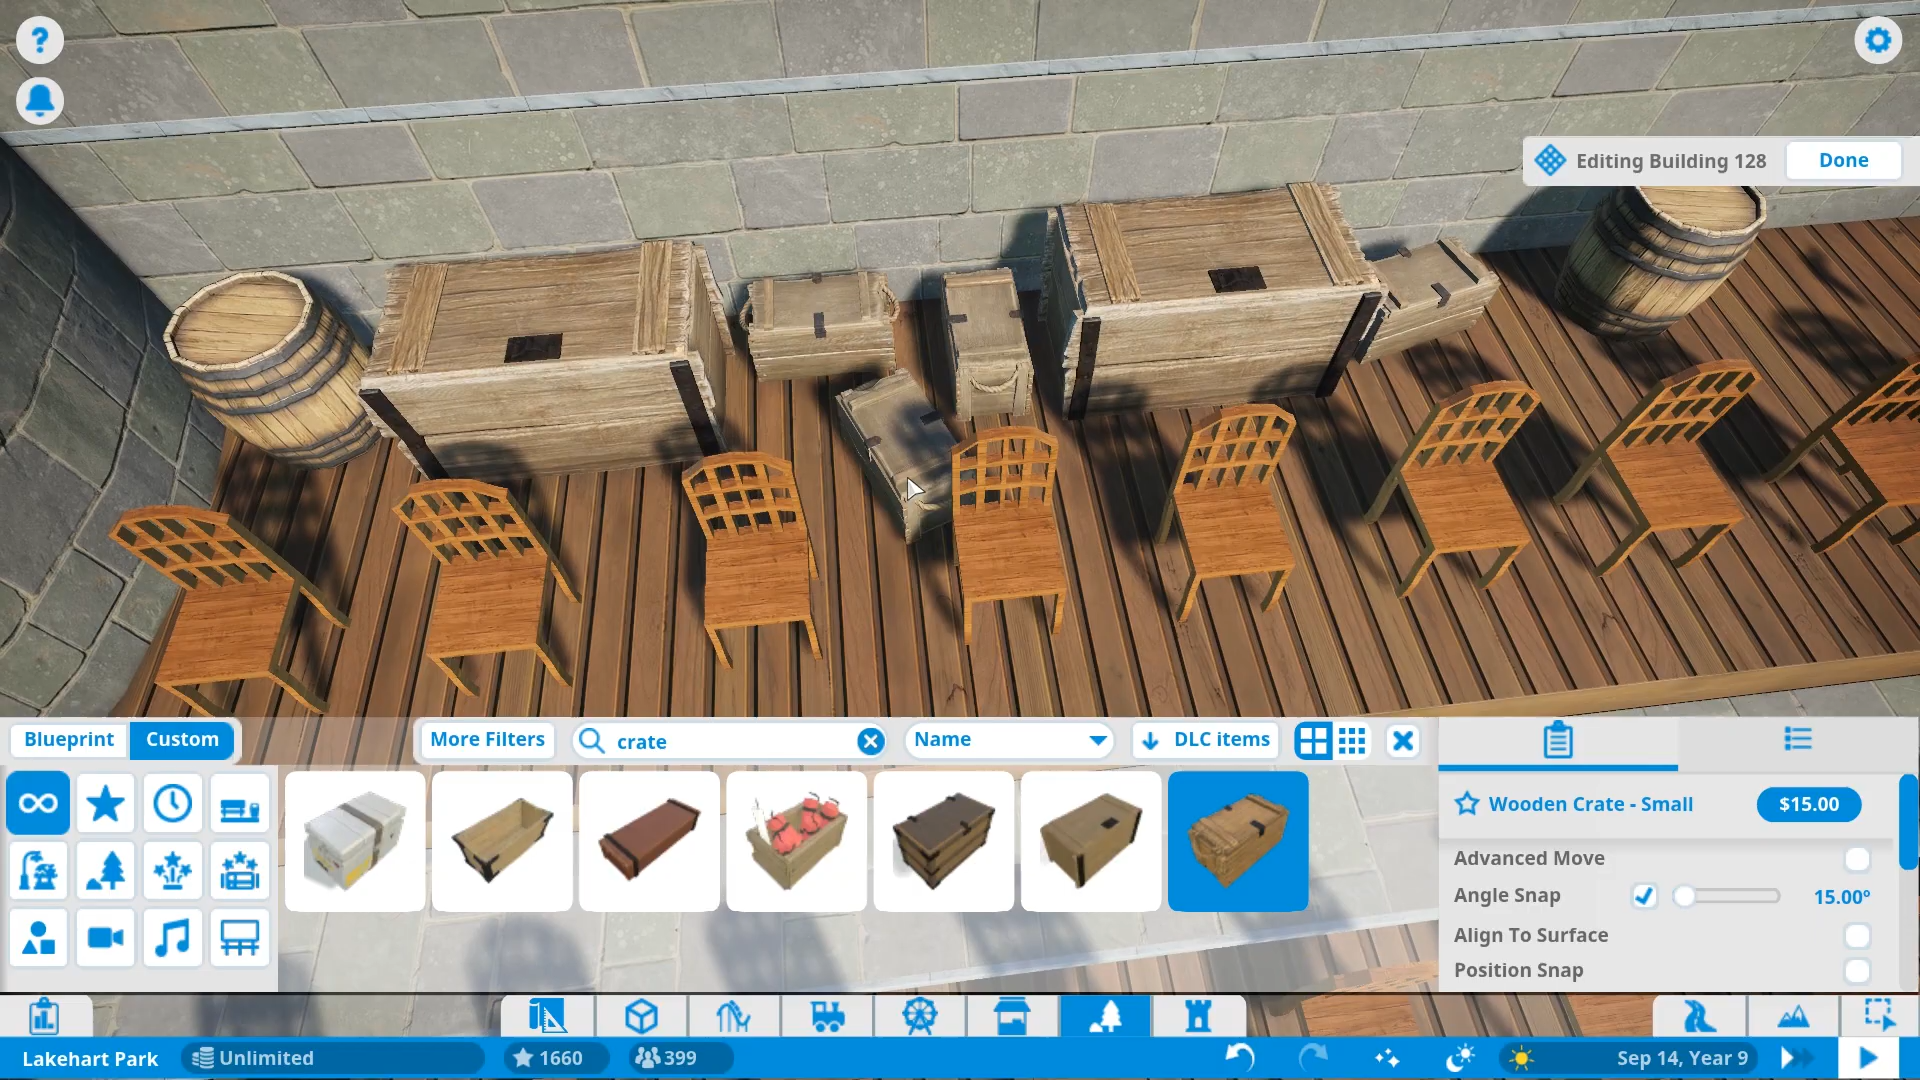 ?
Editing Building 128
Done
Blueprint
Custom
More Filters
crate
Name
DLC items
Wooden Crate - Small
$15.00
Advanced Move
Angle Snap
15.00°
Align To Surface
Position Snap
Lakehart Park
Unlimited
1660
399
Sep 14, Year 9